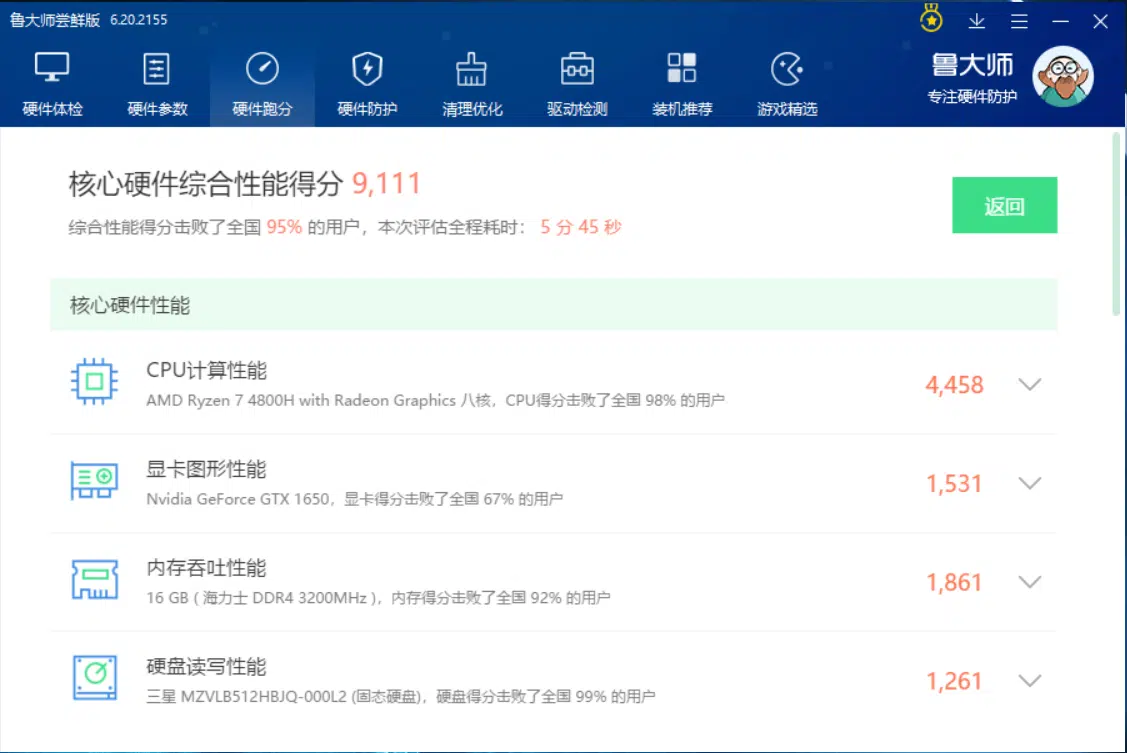 鲁大师尝鲜版 6.20.2155
硬件体检 硬件参数 硬件跑分 硬件防护 清理优化 驱动检测 装机推荐 游戏精选
鲁大师
专注硬件防护
核心硬件综合性能得分 9,111
综合性能得分击败了全国 95% 的用户，本次评估全程耗时： 5 分 45 秒
返回
核心硬件性能
CPU计算性能
AMD Ryzen 7 4800H with Radeon Graphics 八核，CPU得分击败了全国 98% 的用户
4,458
显卡图形性能
Nvidia GeForce GTX 1650，显卡得分击败了全国 67% 的用户
1,531
内存吞吐性能
16 GB ( 海力士 DDR4 3200MHz )，内存得分击败了全国 92% 的用户
1,861
硬盘读写性能
三星 MZVLB512HBJQ-000L2 (固态硬盘)，硬盘得分击败了全国 99% 的用户
1,261